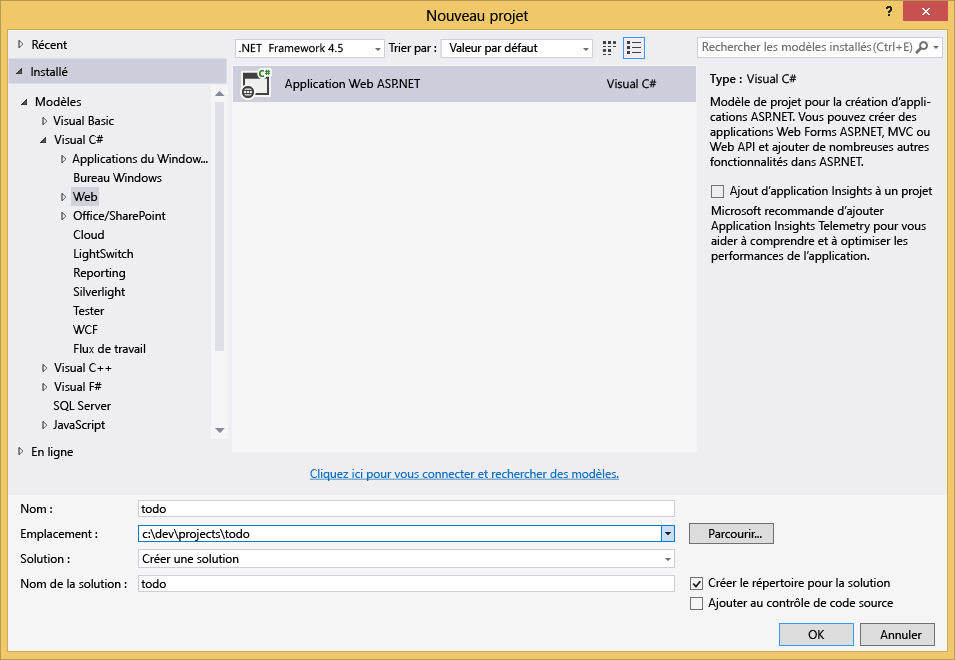 Nouveau projet
?
Récent
Installé
Modèles
Visual Basic
Visual C#
Applications du Window...
Bureau Windows
Web
Office/SharePoint
Cloud
LightSwitch
Reporting
Silverlight
Tester
WCF
Flux de travail
Visual C++
Visual F#
SQL Server
JavaScript
En ligne
.NET Framework 4.5
Trier par :
Valeur par défaut
C#
Application Web ASP.NET
Visual C#
Cliquez ici pour vous connecter et rechercher des modèles.
Rechercher les modèles installés (Ctrl+E)
Type : Visual C#
Modèle de projet pour la création d'appli-
cations ASP.NET. Vous pouvez créer des
applications Web Forms ASP.NET, MVC ou
Web API et ajouter de nombreuses autres
fonctionnalités dans ASP.NET.
Ajout d'application Insights à un projet
Microsoft recommande d'ajouter
Application Insights Telemetry pour vous
aider à comprendre et à optimiser les
performances de l'application.
Nom :
todo
Emplacement :
c:\dev\projects\todo
Parcourir...
Solution :
Créer une solution
Nom de la solution :
todo
Créer le répertoire pour la solution
Ajouter au contrôle de code source
OK
Annuler